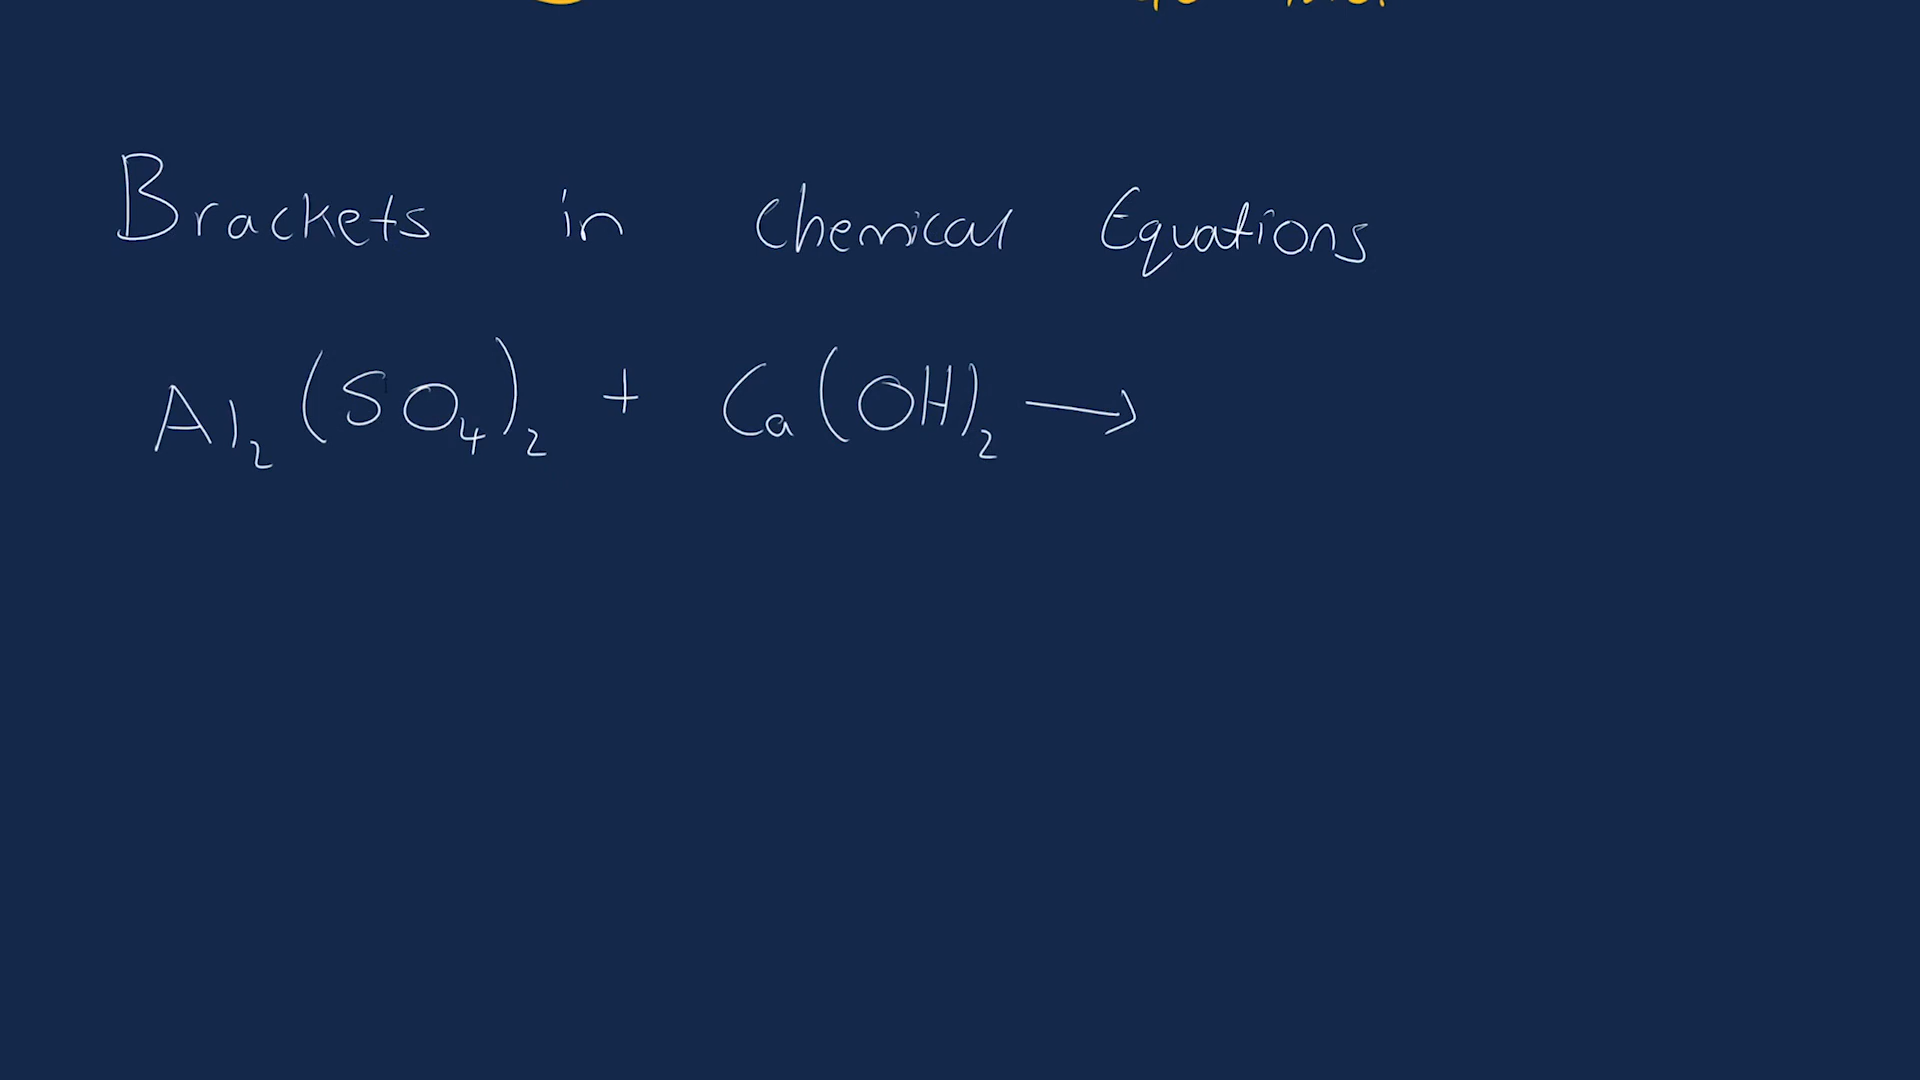 Brackets in Chemical Equations
Al₂(SO₄)₂ + Ca(OH)₂ →